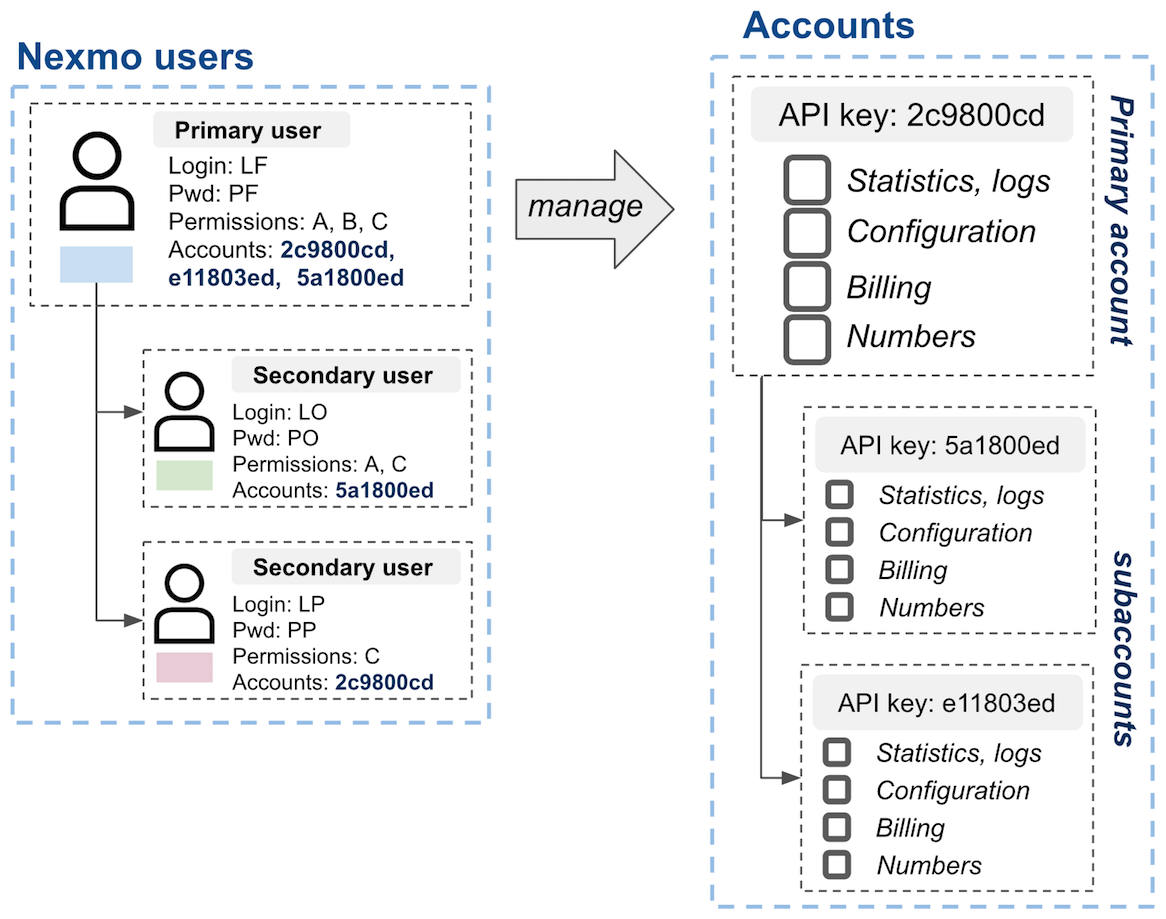 Nexmo users
Primary user
Login: LF
Pwd: PF
Permissions: A, B, C
Accounts: 2c9800cd,
e11803ed, 5a1800ed
Secondary user
Login: LO
Pwd: PO
Permissions: A, C
Accounts: 5a1800ed
Secondary user
Login: LP
Pwd: PP
Permissions: C
Accounts: 2c9800cd
manage
Accounts
Primary account
API key: 2c9800cd
Statistics, logs
Configuration
Billing
Numbers
subaccounts
API key: 5a1800ed
Statistics, logs
Configuration
Billing
Numbers
API key: e11803ed
Statistics, logs
Configuration
Billing
Numbers